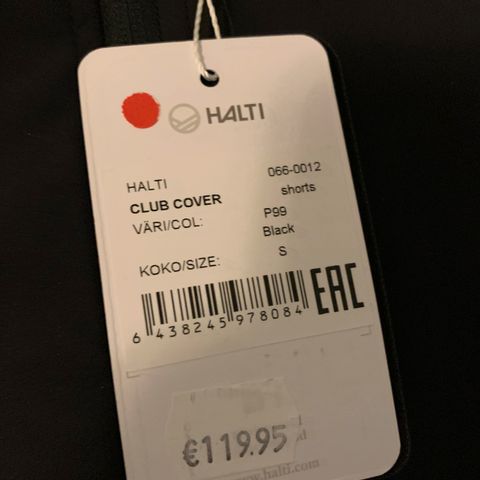 HALTI
HALTI 066-0012
CLUB COVER shorts
VÄRI/COL: P99
Black
KOKO/SIZE: S
EAC
6 438245 978084
€119.95
www.halti.com